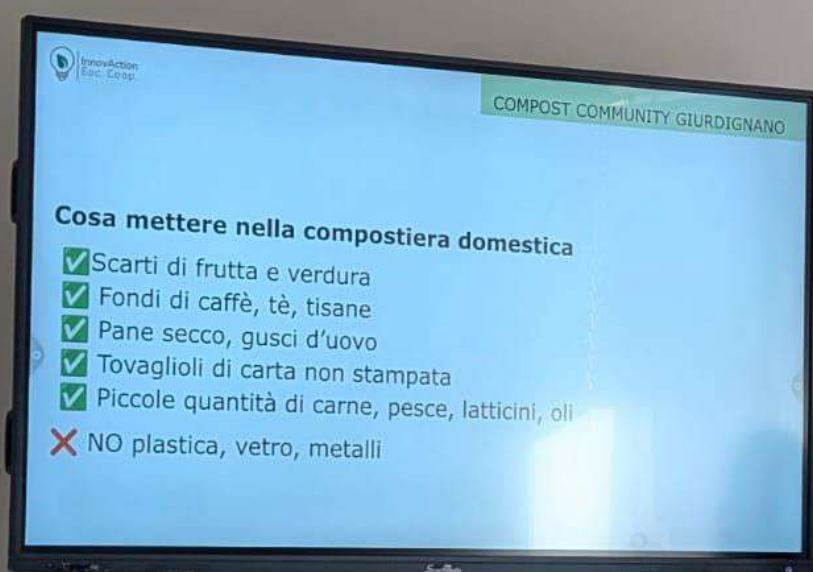 InnovAction
Soc. Coop.
COMPOST COMMUNITY GIURDIGNANO
Cosa mettere nella compostiera domestica
✅Scarti di frutta e verdura
✅ Fondi di caffè, tè, tisane
✅ Pane secco, gusci d'uovo
✅ Tovaglioli di carta non stampata
✅ Piccole quantità di carne, pesce, latticini, oli
❌ NO plastica, vetro, metalli